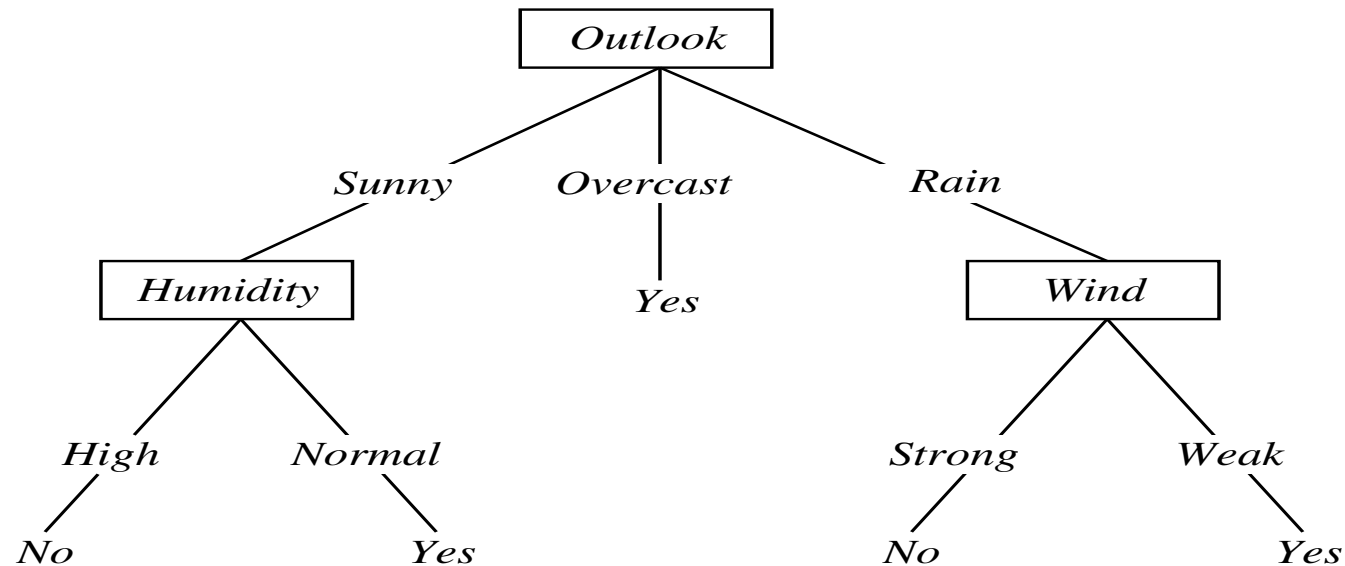 Outlook
Sunny Overcast Rain
Humidity Yes Wind
High Normal Strong Weak
No Yes No Yes